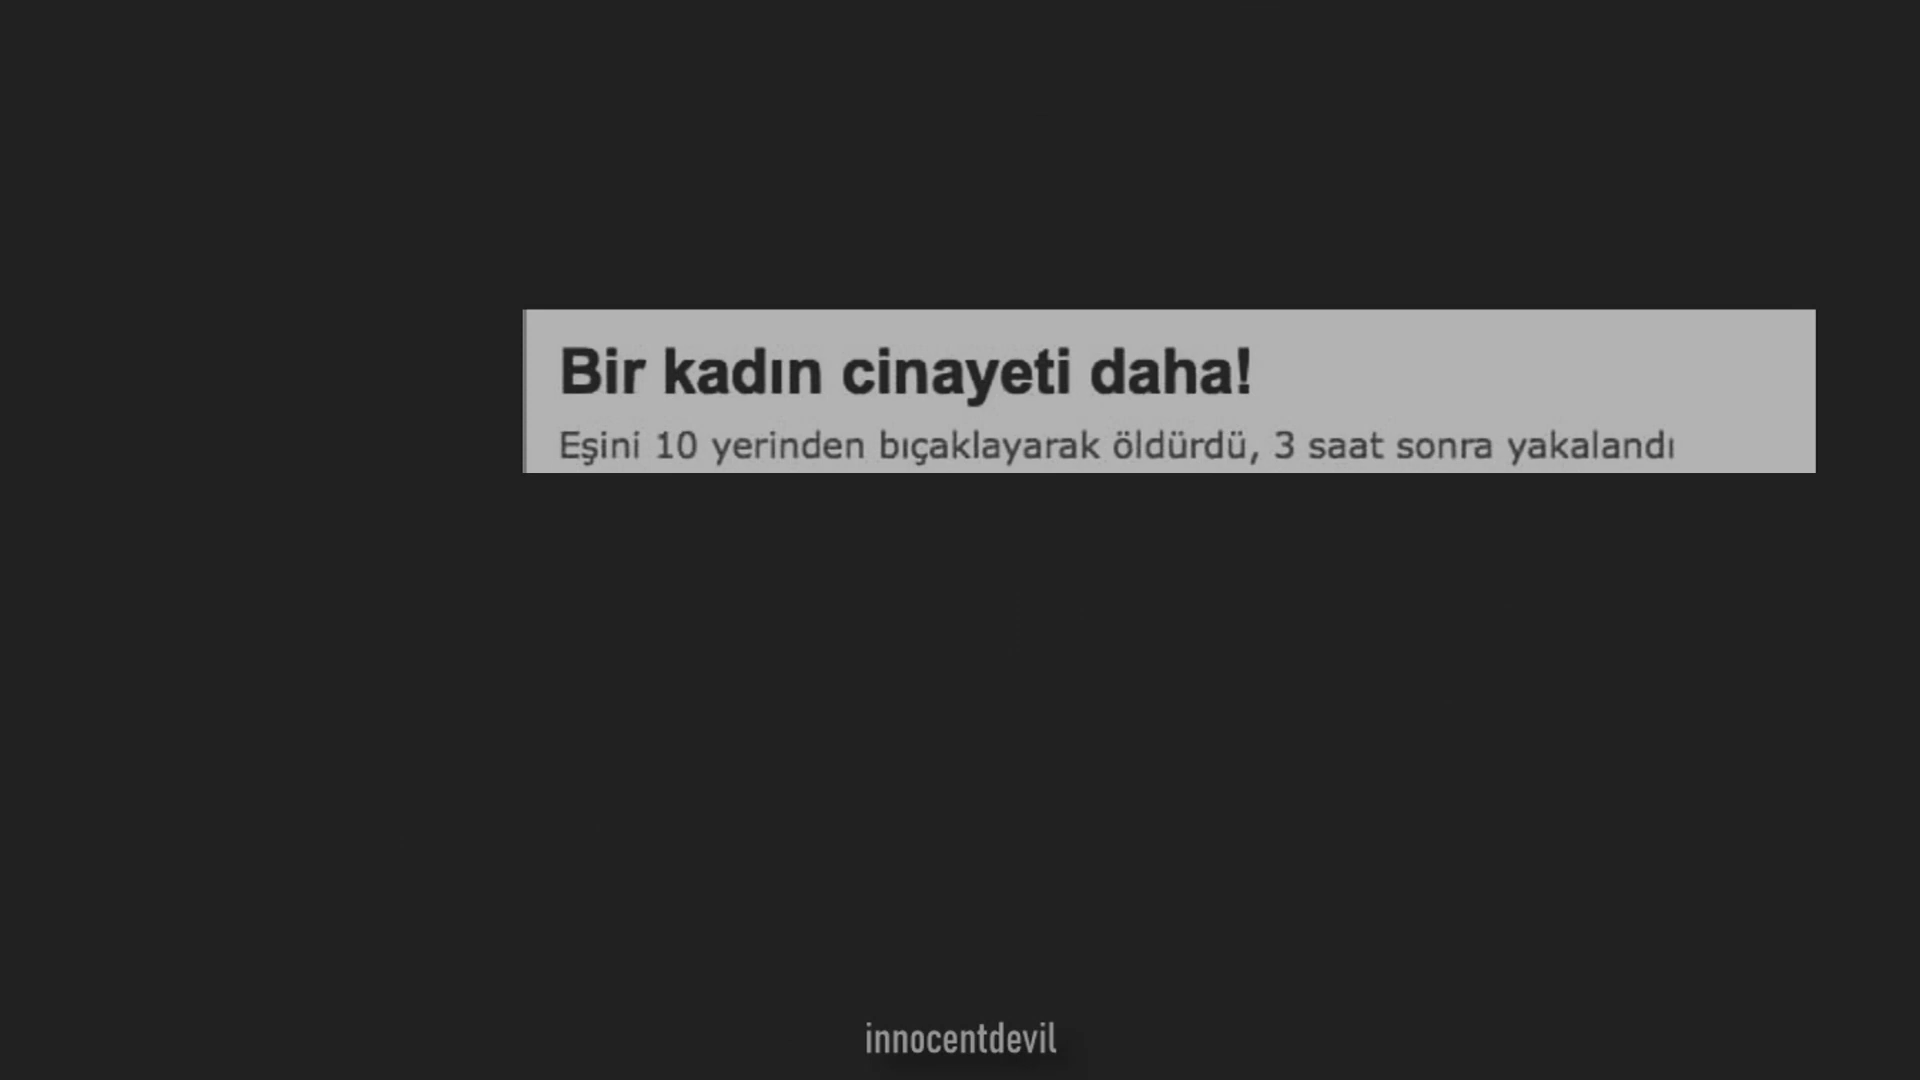 Bir kadın cinayeti daha!
Eşini 10 yerinden bıçaklayarak öldürdü, 3 saat sonra yakalandı
innocentdevil